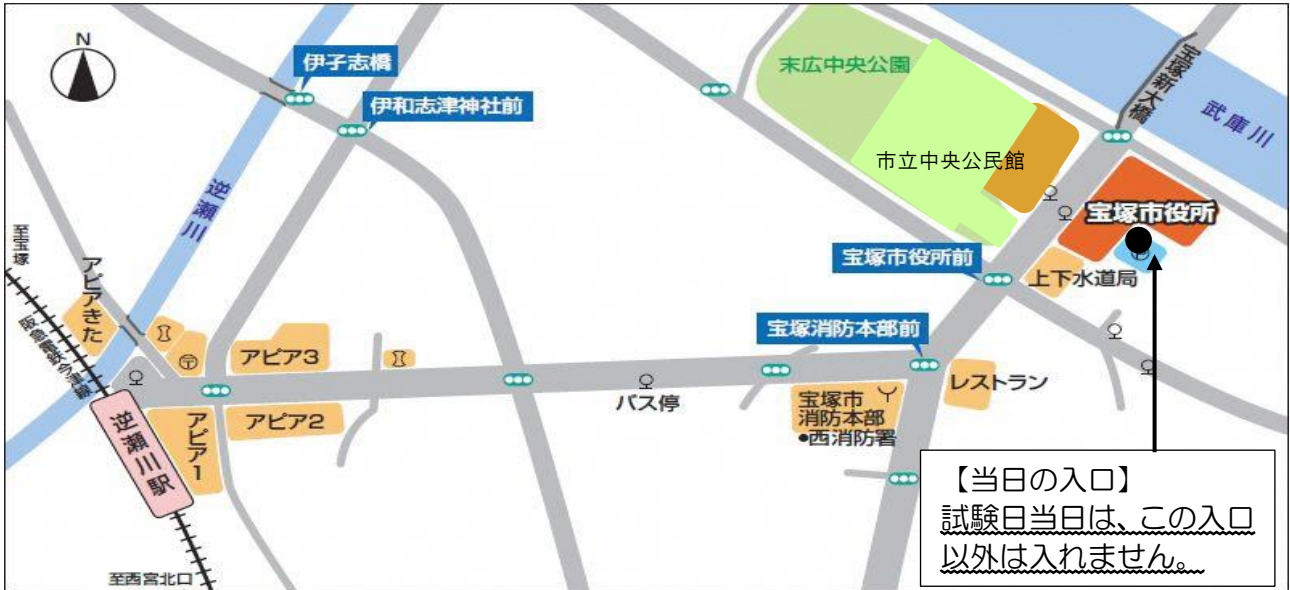 N
伊子志橋
伊和志津神社前
末広中央公園
宝塚新大橋
武庫川
市立中央公民館
逆瀬川
宝塚市役所
至宝塚
アピアきた
宝塚市役所前
上下水道局
阪急電鉄今津線
宝塚消防本部前
アピア3
レストラン
バス停
宝塚市
消防本部
•西消防署
アピア2
アピア1
逆瀬川駅
【当日の入口】
試験日当日は、この入口
以外は入れません。
至西宮北口